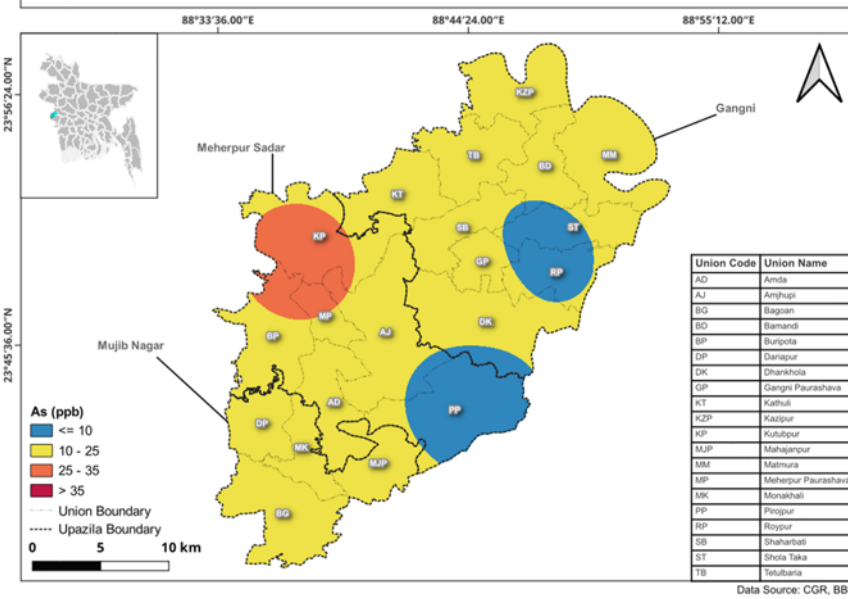 88°33'36.00"E 88°44'24.00"E 88°55'12.00"E
23°56'24.00"N
23°45'36.00"N
Gangni
Meherpur Sadar
Mujib Nagar
KZP
TB
BD
MM
KT
SB
ST
KP
GP
RP
MP
DK
BP
AJ
AD
PP
DP
MK
MJP
BG
As (ppb)
<= 10
10 - 25
25 - 35
> 35
Union Boundary
Upazila Boundary
0 5 10 km
Union Code Union Name
AD Amda
AJ Amjhupi
BG Bagoan
BD Bamandi
BP Buripota
DP Dariapur
DK Dhankhola
GP Gangni Paurashava
KT Kathuli
KZP Kazipur
KP Kutubpur
MJP Mahajanpur
MM Matmura
MP Meherpur Paurashava
MK Monakhali
PP Pirojpur
RP Roypur
SB Shaharbati
ST Shola Taka
TB Tetulbaria
Data Source: CGR, BB